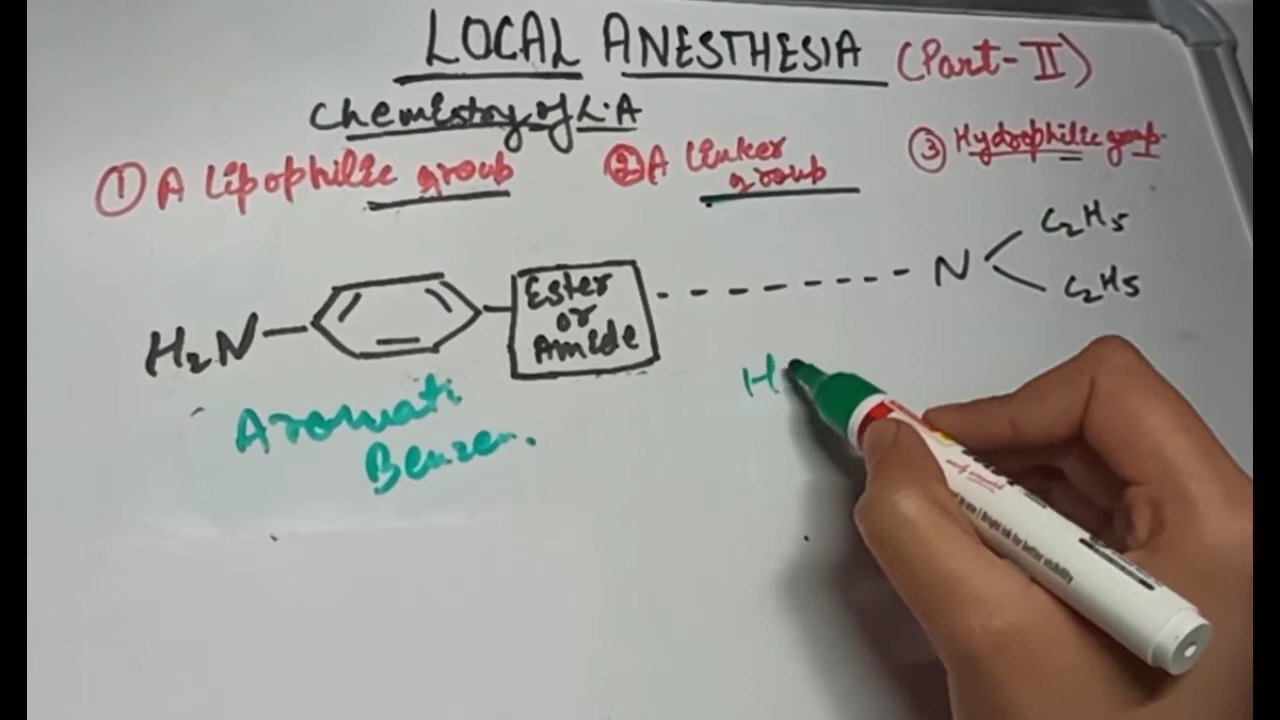 LOCAL ANESTHESIA (Part-II)
Chemistry of L.A
① A Lipophilic group
② A linker group
③ Hydrophilic group
H₂N
Ester
or
Amide
N
C₂H₅
C₂H₅
Aromati
Benzen.
H